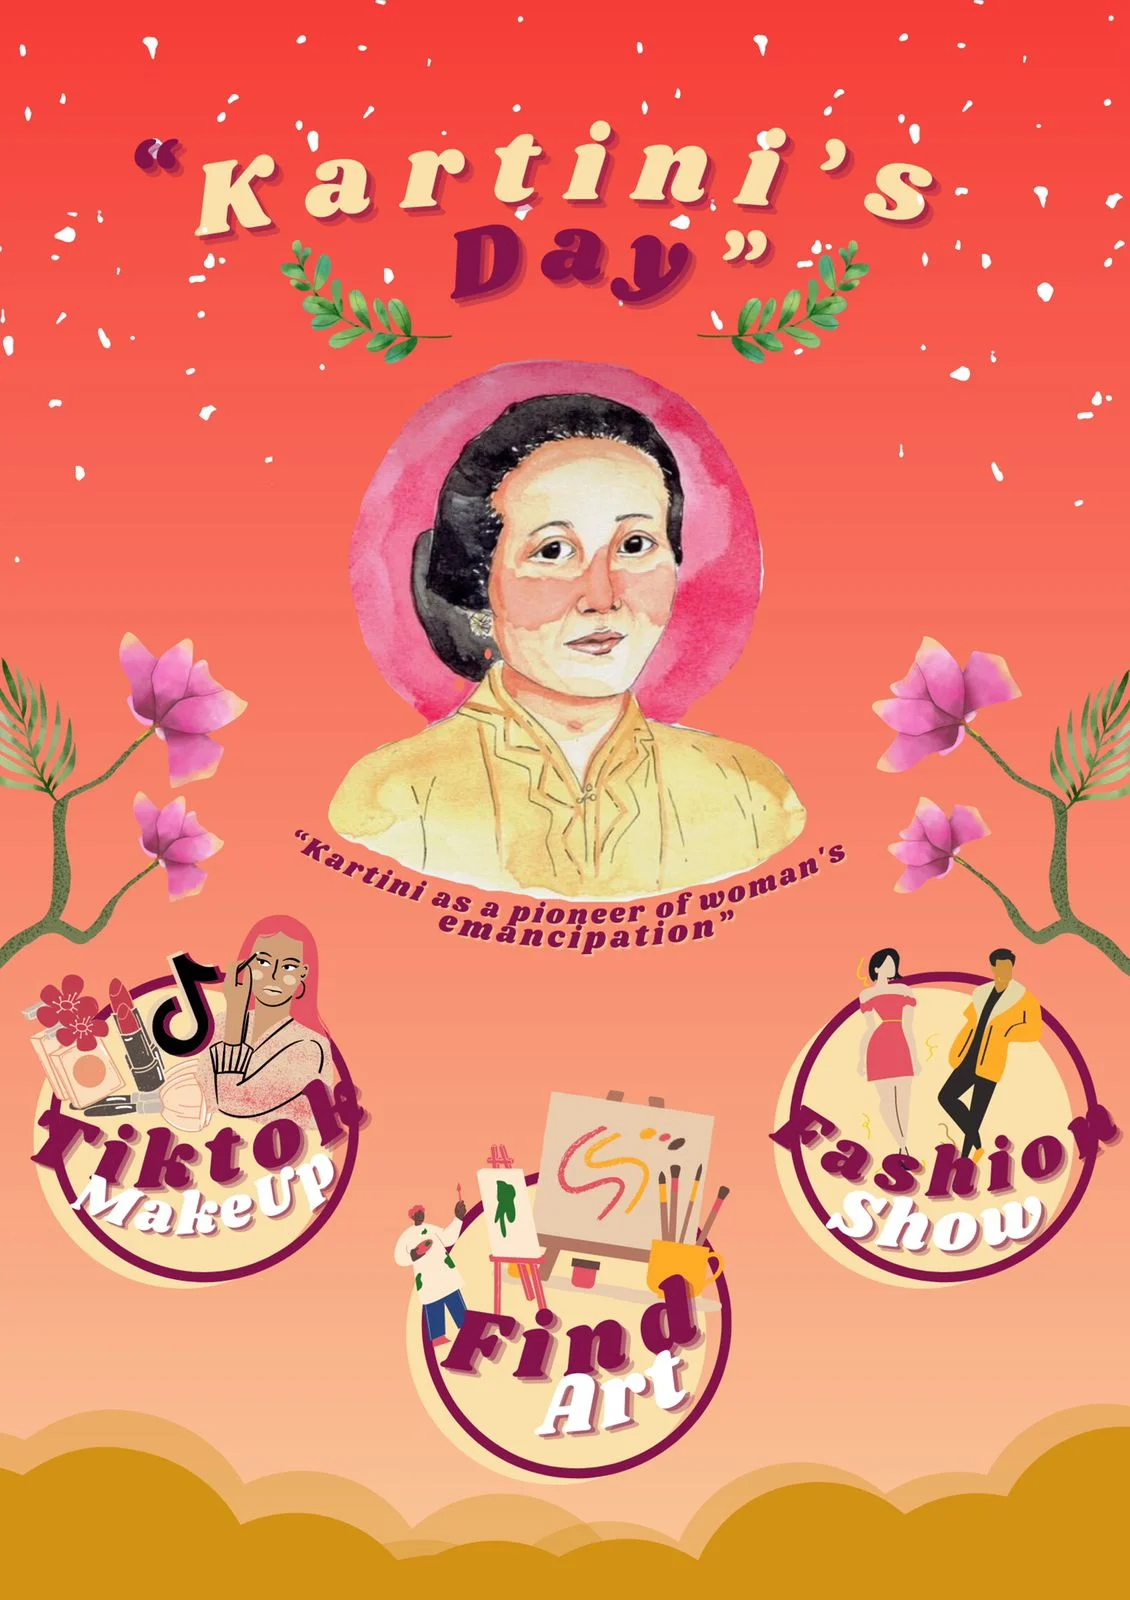 “Kartini’s
Day”
“Kartini as a pioneer of woman's
emancipation”
Tiktok
MakeUp
Fashion
Show
Find
Art